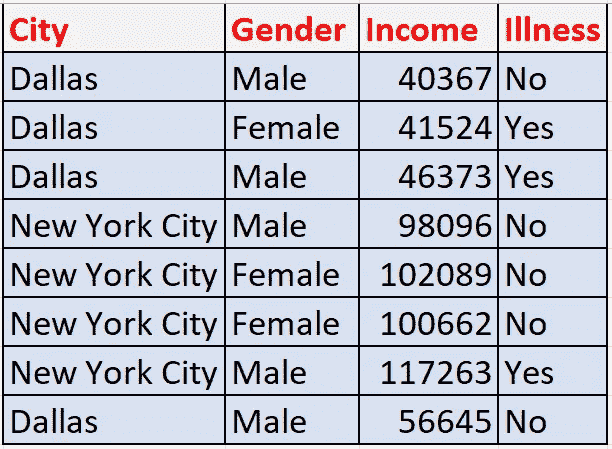 City Gender Income Illness
Dallas Male 40367 No
Dallas Female 41524 Yes
Dallas Male 46373 Yes
New York City Male 98096 No
New York City Female 102089 No
New York City Female 100662 No
New York City Male 117263 Yes
Dallas Male 56645 No